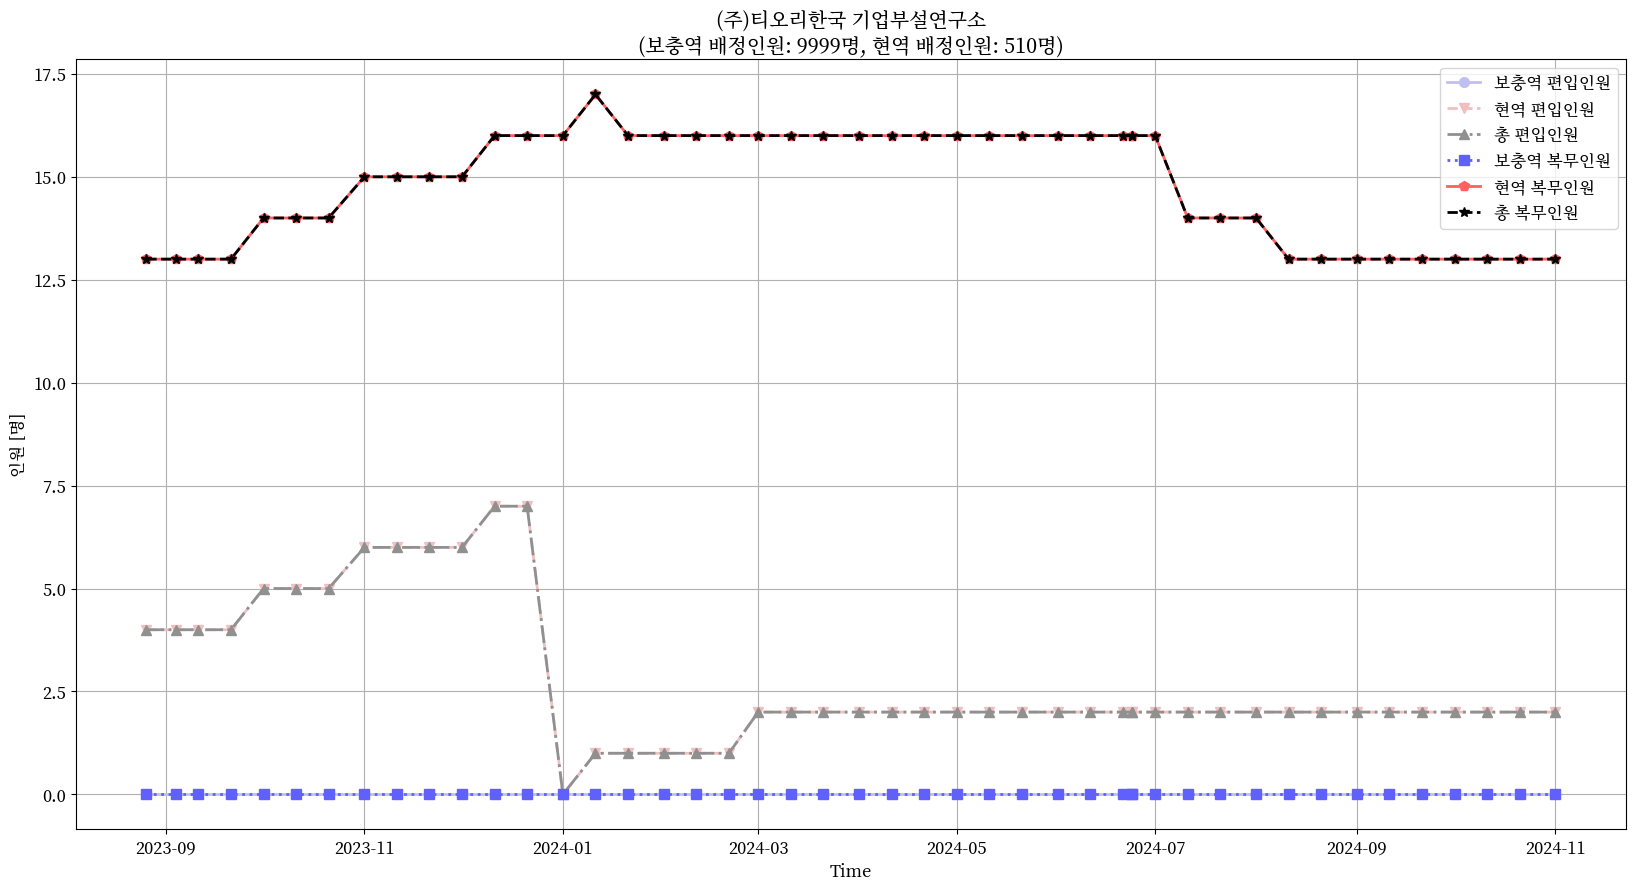 (주)티오리한국 기업부설연구소
(보충역 배정인원: 9999명, 현역 배정인원: 510명)
17.5
15.0
12.5
10.0
7.5
5.0
2.5
0.0
인원 [명]
보충역 편입인원
현역 편입인원
총 편입인원
보충역 복무인원
현역 복무인원
총 복무인원
2023-09 2023-11 2024-01 2024-03 2024-05 2024-07 2024-09 2024-11
Time